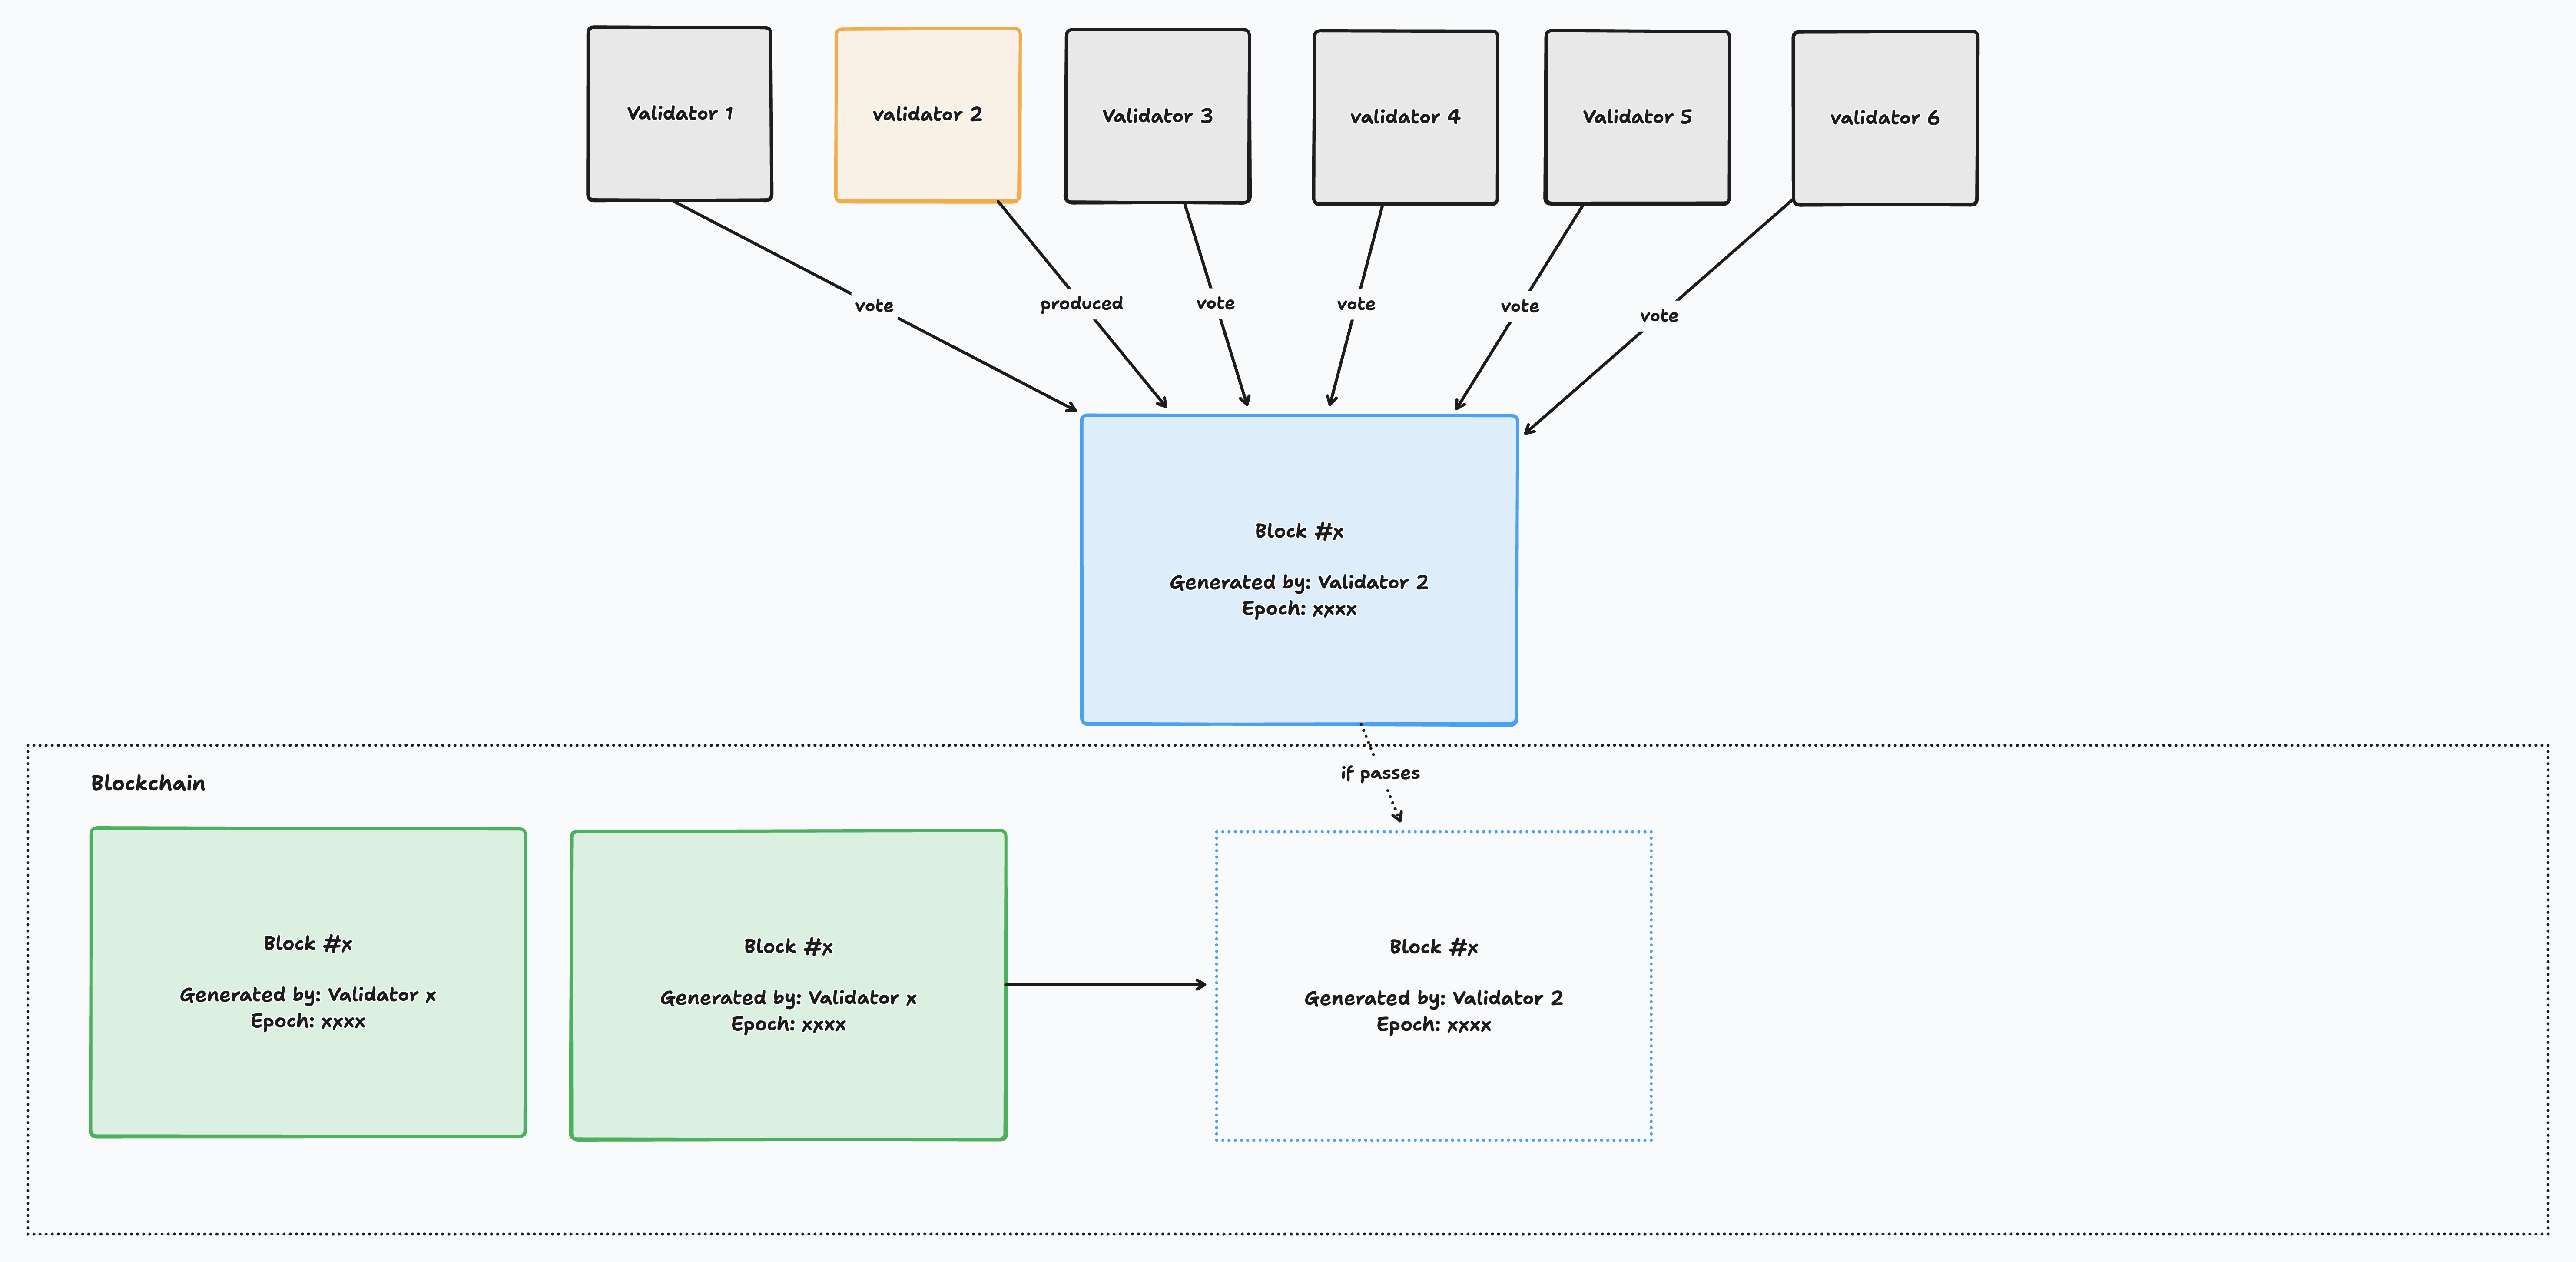 Validator 1
validator 2
Validator 3
validator 4
Validator 5
validator 6
vote
produced
vote
vote
vote
vote
Block #x
Generated by: Validator 2
Epoch: xxxx
if passes
Blockchain
Block #x
Generated by: Validator x
Epoch: xxxx
Block #x
Generated by: Validator x
Epoch: xxxx
Block #x
Generated by: Validator 2
Epoch: xxxx